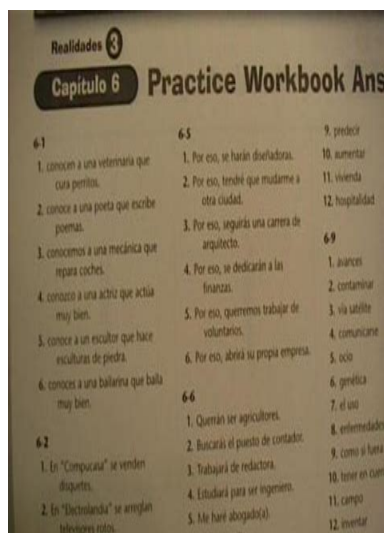 Realidades 3
Capítulo 6
Practice Workbook Ans
6-1
1. conocen a una veterinaria que
cura perritos.
2. conoce a una poeta que escribe
poemas.
3. conocemos a una mecánica que
repara coches.
4. conozco a una actriz que actúa
muy bien.
5. conoce a un escultor que hace
esculturas de piedra.
6. conoces a una bailarina que baila
muy bien.
6-2
1. En "Compucasa" se venden
disquetes.
2. En "Electrolandia" se arreglan
televisores rotos.
6-5
1. Por eso, se harán diseñadoras.
2. Por eso, tendré que mudarme a
otra ciudad.
3. Por eso, seguirás una carrera de
arquitecto.
4. Por eso, se dedicarán a las
finanzas.
5. Por eso, querremos trabajar de
voluntarios.
6. Por eso, abrirá su propia empresa.
6-6
1. Querrán ser agricultores.
2. Buscarás el puesto de contador.
3. Trabajará de redactora.
4. Estudiará para ser ingeniero.
5. Me haré abogado(a).
9. predecir
10. aumentar
11. vivienda
12. hospitalidad
6-9
1. avances
2. contaminar
3. vía satélite
4. comunicarse
5. ocio
6. genética
7. el uso
8. enfermedades
9. como si fuera
10. tener en cuen
11. campo
12. inventar